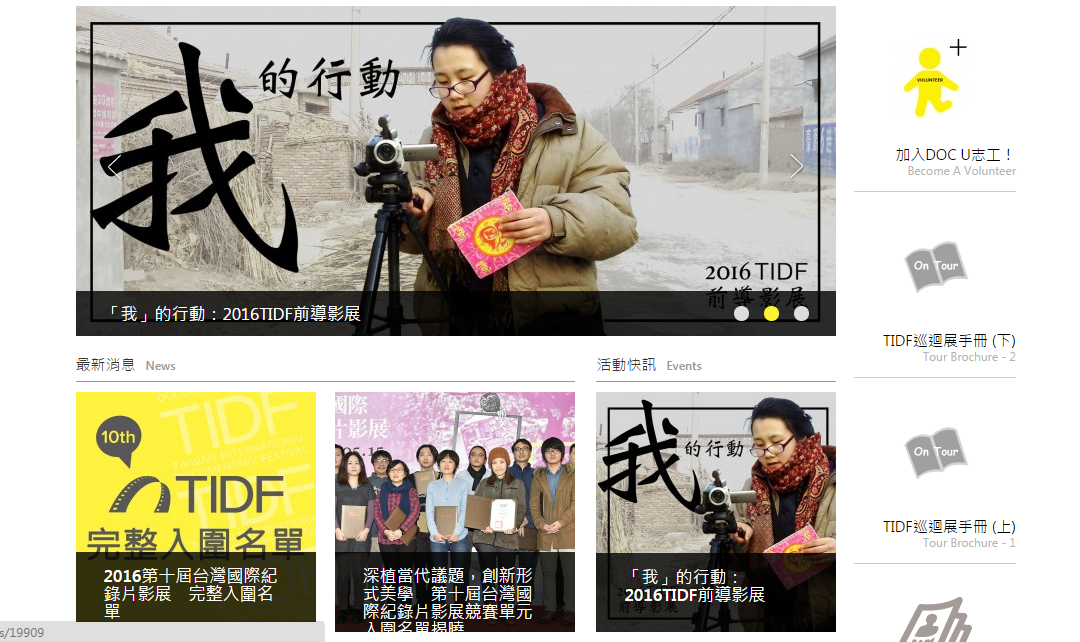 我的行動
2016 TIDF
前導影展
「我」的行動：2016TIDF前導影展
VOLUNTEER
加入DOC U志工！
Become A Volunteer
On Tour
TIDF巡迴展手冊 (下)
Tour Brochure - 2
On Tour
TIDF巡迴展手冊 (上)
Tour Brochure - 1
最新消息 News
活動快訊 Events
10th
TIDF
TAIWAN INTERNATIONAL
DOCUMENTARY FESTIVAL
TIDF
完整入圍名單
2016第十屆台灣國際紀
錄片影展　完整入圍名
單
國際
片影展
深植當代議題，創新形
式美學　第十屆台灣國
際紀錄片影展競賽單元
入圍名單揭曉
我的行動
「我」的行動：
2016TIDF前導影展
s/19909